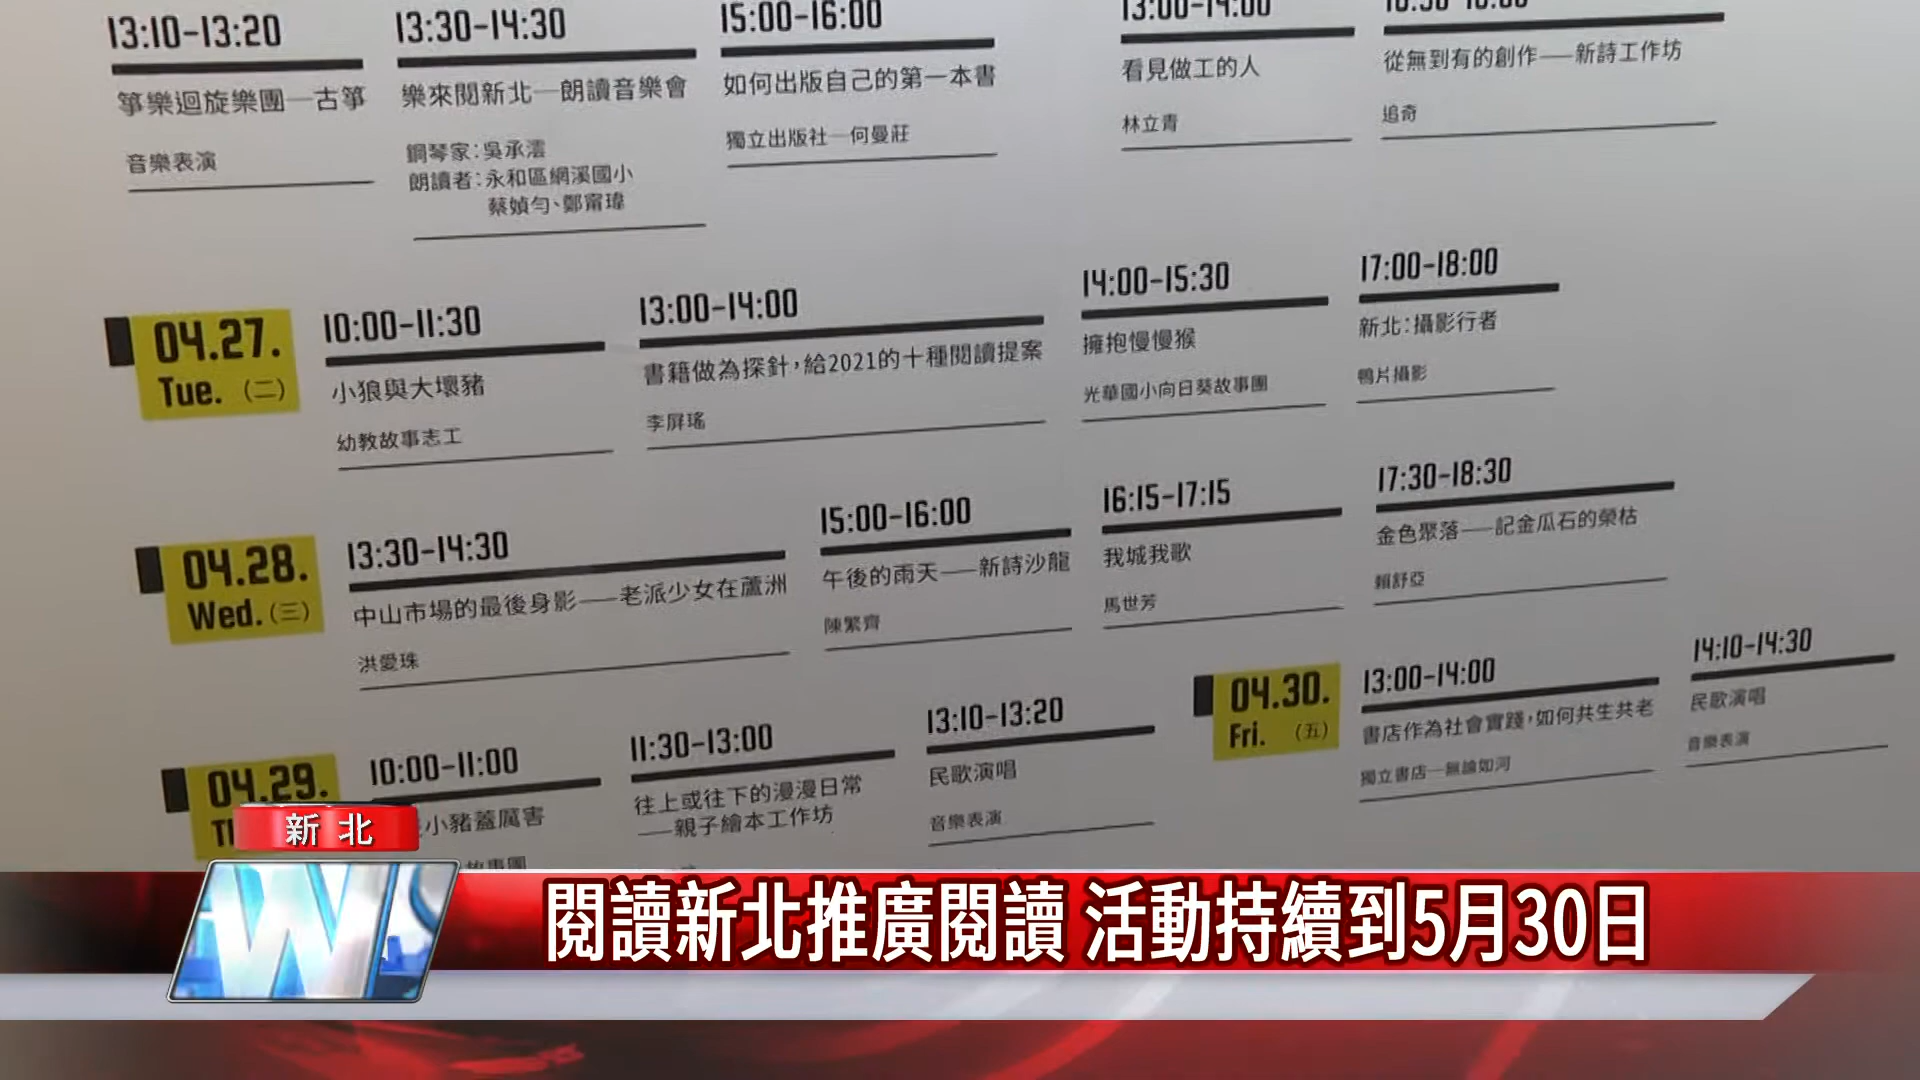 13:10-13:20
箏樂迴旋樂團—古箏
音樂表演
13:30-14:30
樂來閱新北—朗讀音樂會
鋼琴家：吳承澐
朗讀者：永和區網溪國小
蔡媜勻、鄭甯瑋
15:00-16:00
如何出版自己的第一本書
獨立出版社—何曼莊
13:00-14:00
看見做工的人
林立青
從無到有的創作——新詩工作坊
追奇
04.27.
Tue. (二)
10:00-11:30
小狼與大壞豬
幼教故事志工
13:00-14:00
書籍做為探針，給2021的十種閱讀提案
李屏瑤
14:00-15:30
擁抱慢慢猴
光華國小向日葵故事團
17:00-18:00
新北：攝影行者
鴨片攝影
04.28.
Wed. (三)
13:30-14:30
中山市場的最後身影——老派少女在蘆洲
洪愛珠
15:00-16:00
午後的雨天——新詩沙龍
陳繁齊
16:15-17:15
我城我歌
馬世芳
17:30-18:30
金色聚落——記金瓜石的榮枯
賴舒亞
04.29.
10:00-11:00
小豬蓋厲害
故事團
11:30-13:00
往上或往下的漫漫日常
——親子繪本工作坊
13:10-13:20
民歌演唱
音樂表演
04.30.
Fri. (五)
13:00-14:00
書店作為社會實踐，如何共生共老
獨立書店—無論如河
14:10-14:30
民歌演唱
音樂表演
新北
W
閱讀新北推廣閱讀 活動持續到5月30日